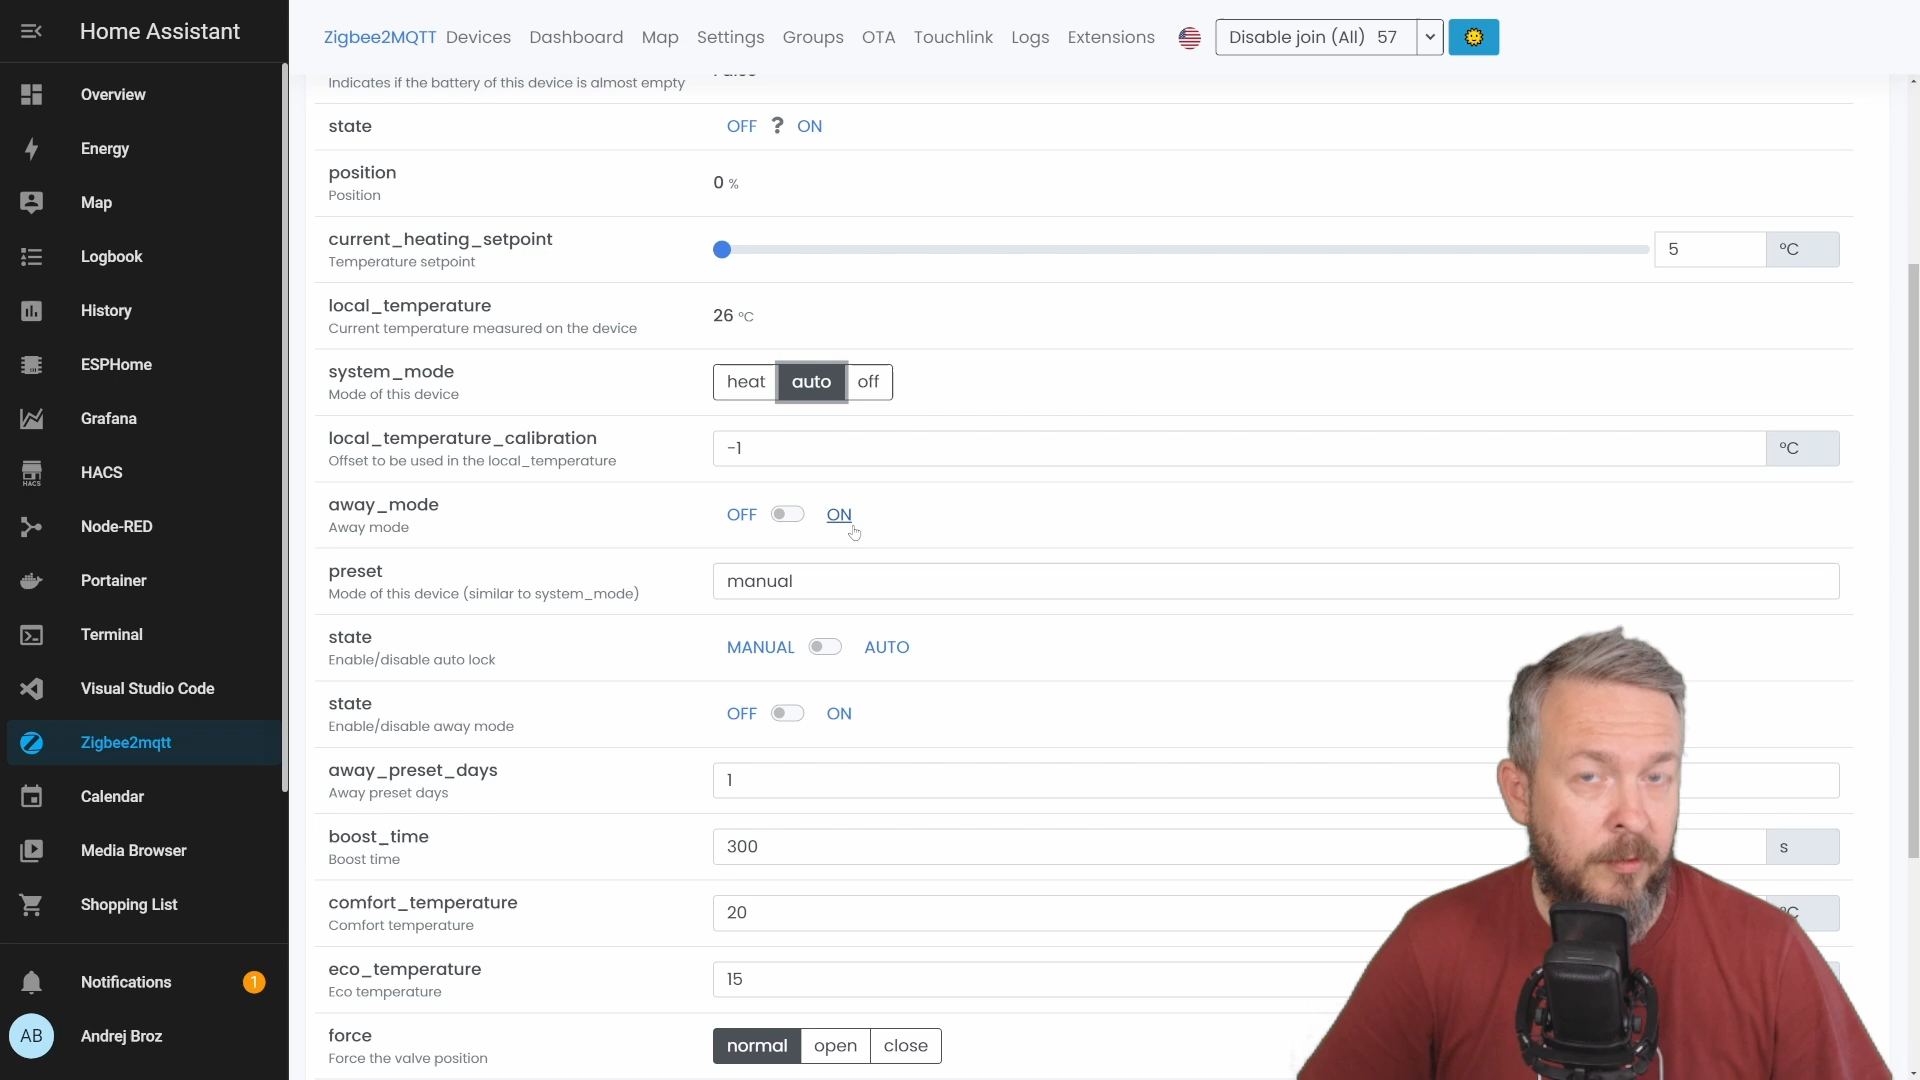 Home Assistant
Zigbee2MQTT Devices Dashboard Map Settings Groups OTA Touchlink Logs Extensions Disable join (All) 57
Overview
Energy
Map
Logbook
History
ESPHome
Grafana
HACS
HACS
Node-RED
Portainer
Terminal
Visual Studio Code
Zigbee2mqtt
Calendar
Media Browser
Shopping List
Notifications 1
AB Andrej Broz
Indicates if the battery of this device is almost empty
state OFF ? ON
position
Position
0 %
current_heating_setpoint
Temperature setpoint
5 °C
local_temperature
Current temperature measured on the device
26 °C
system_mode
Mode of this device
heat auto off
local_temperature_calibration
Offset to be used in the local_temperature
-1 °C
away_mode
Away mode
OFF ON
preset
Mode of this device (similar to system_mode)
manual
state
Enable/disable auto lock
MANUAL AUTO
state
Enable/disable away mode
OFF ON
away_preset_days
Away preset days
1
boost_time
Boost time
300 s
comfort_temperature
Comfort temperature
20 °C
eco_temperature
Eco temperature
15
force
Force the valve position
normal open close